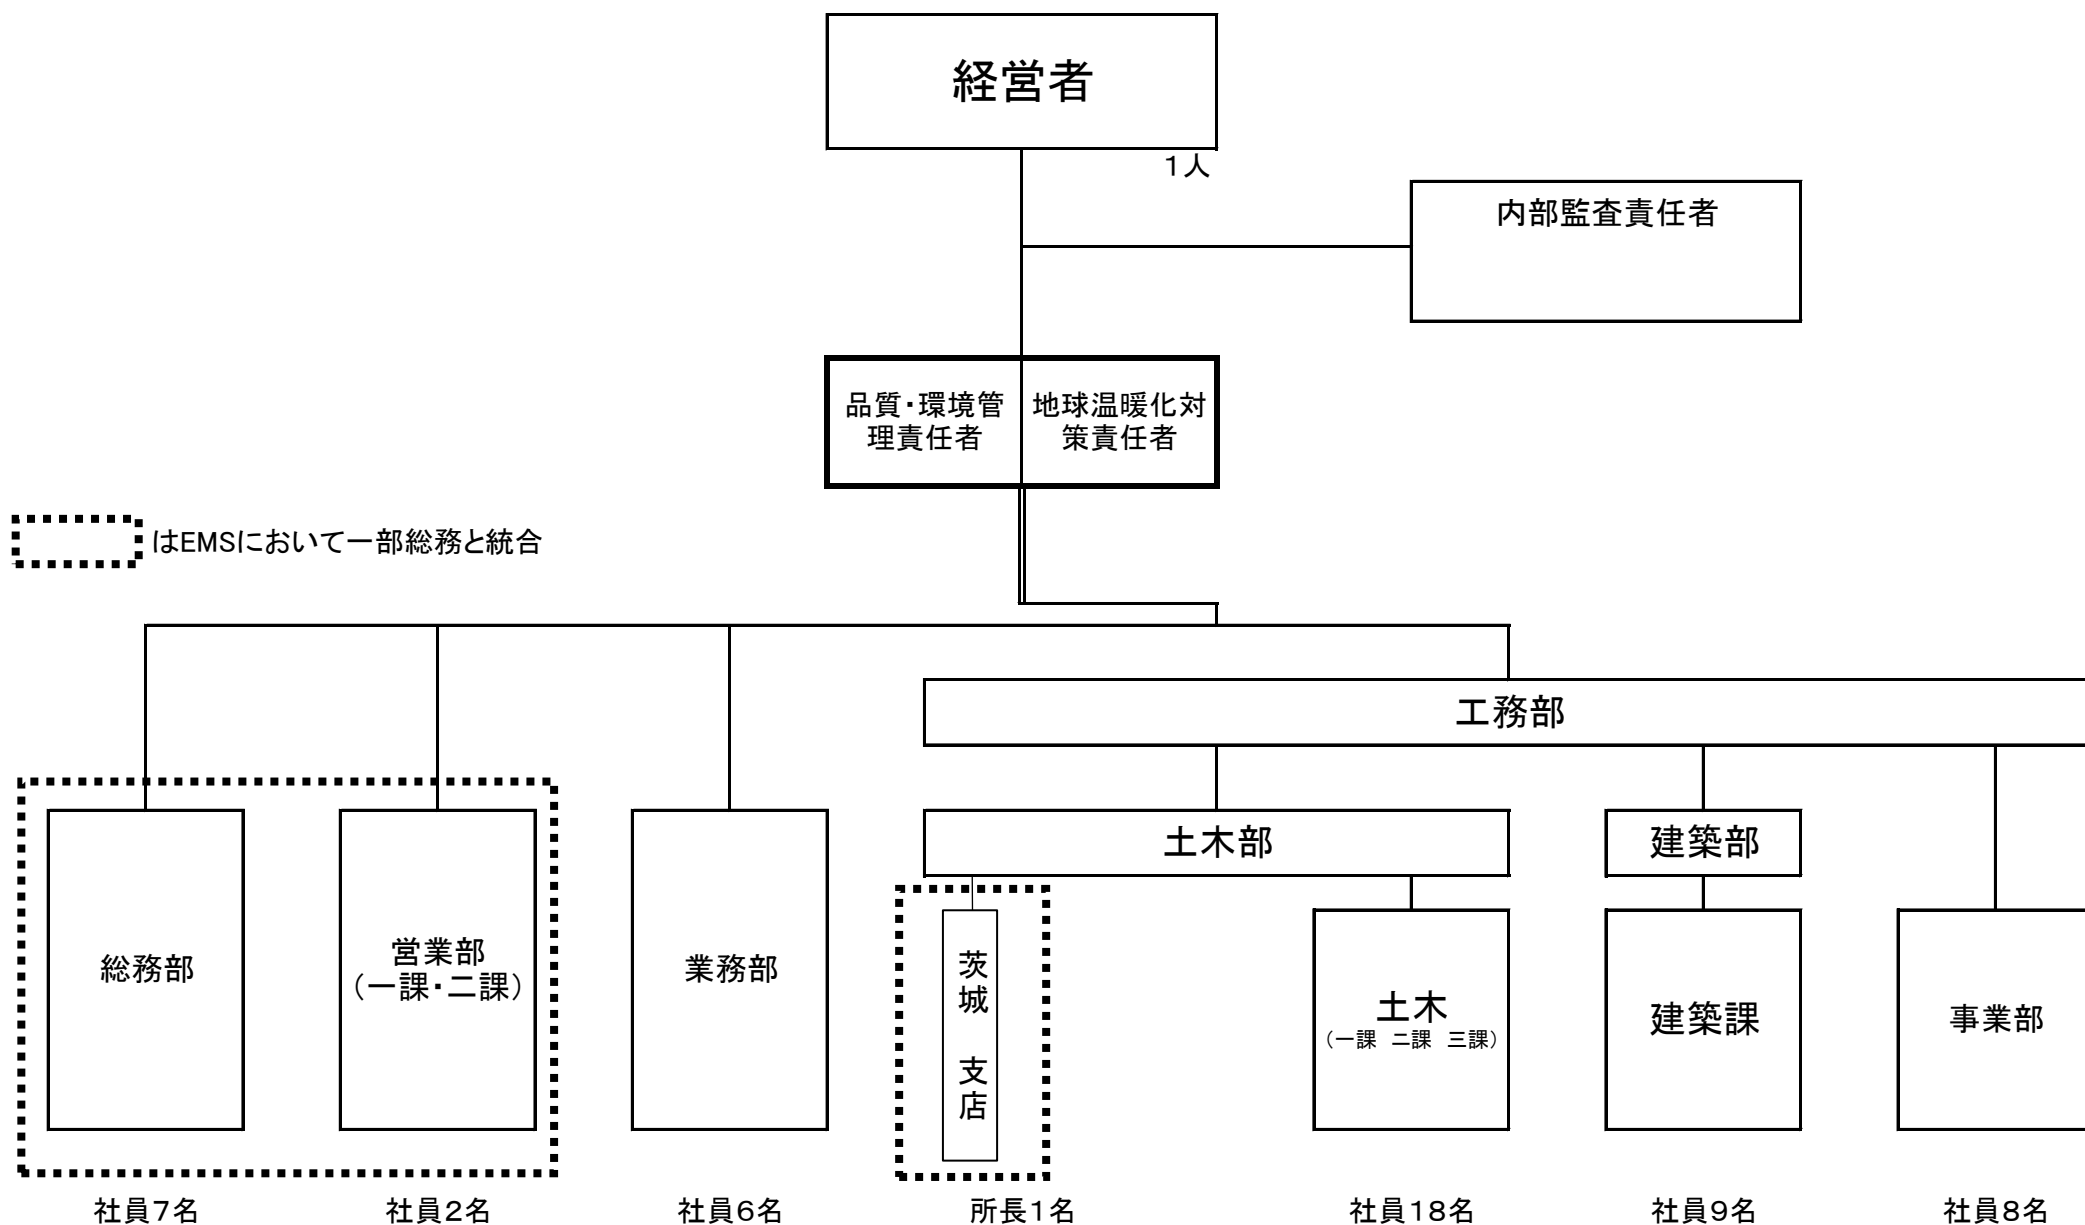 経営者
1人
内部監査責任者
品質・環境管
理責任者
地球温暖化対
策責任者
はEMSにおいて一部総務と統合
工務部
土木部
建築部
総務部
営業部
（一課・二課）
業務部
茨城　支店
土木
（一課　二課　三課）
建築課
事業部
社員7名
社員2名
社員6名
所長1名
社員18名
社員9名
社員8名